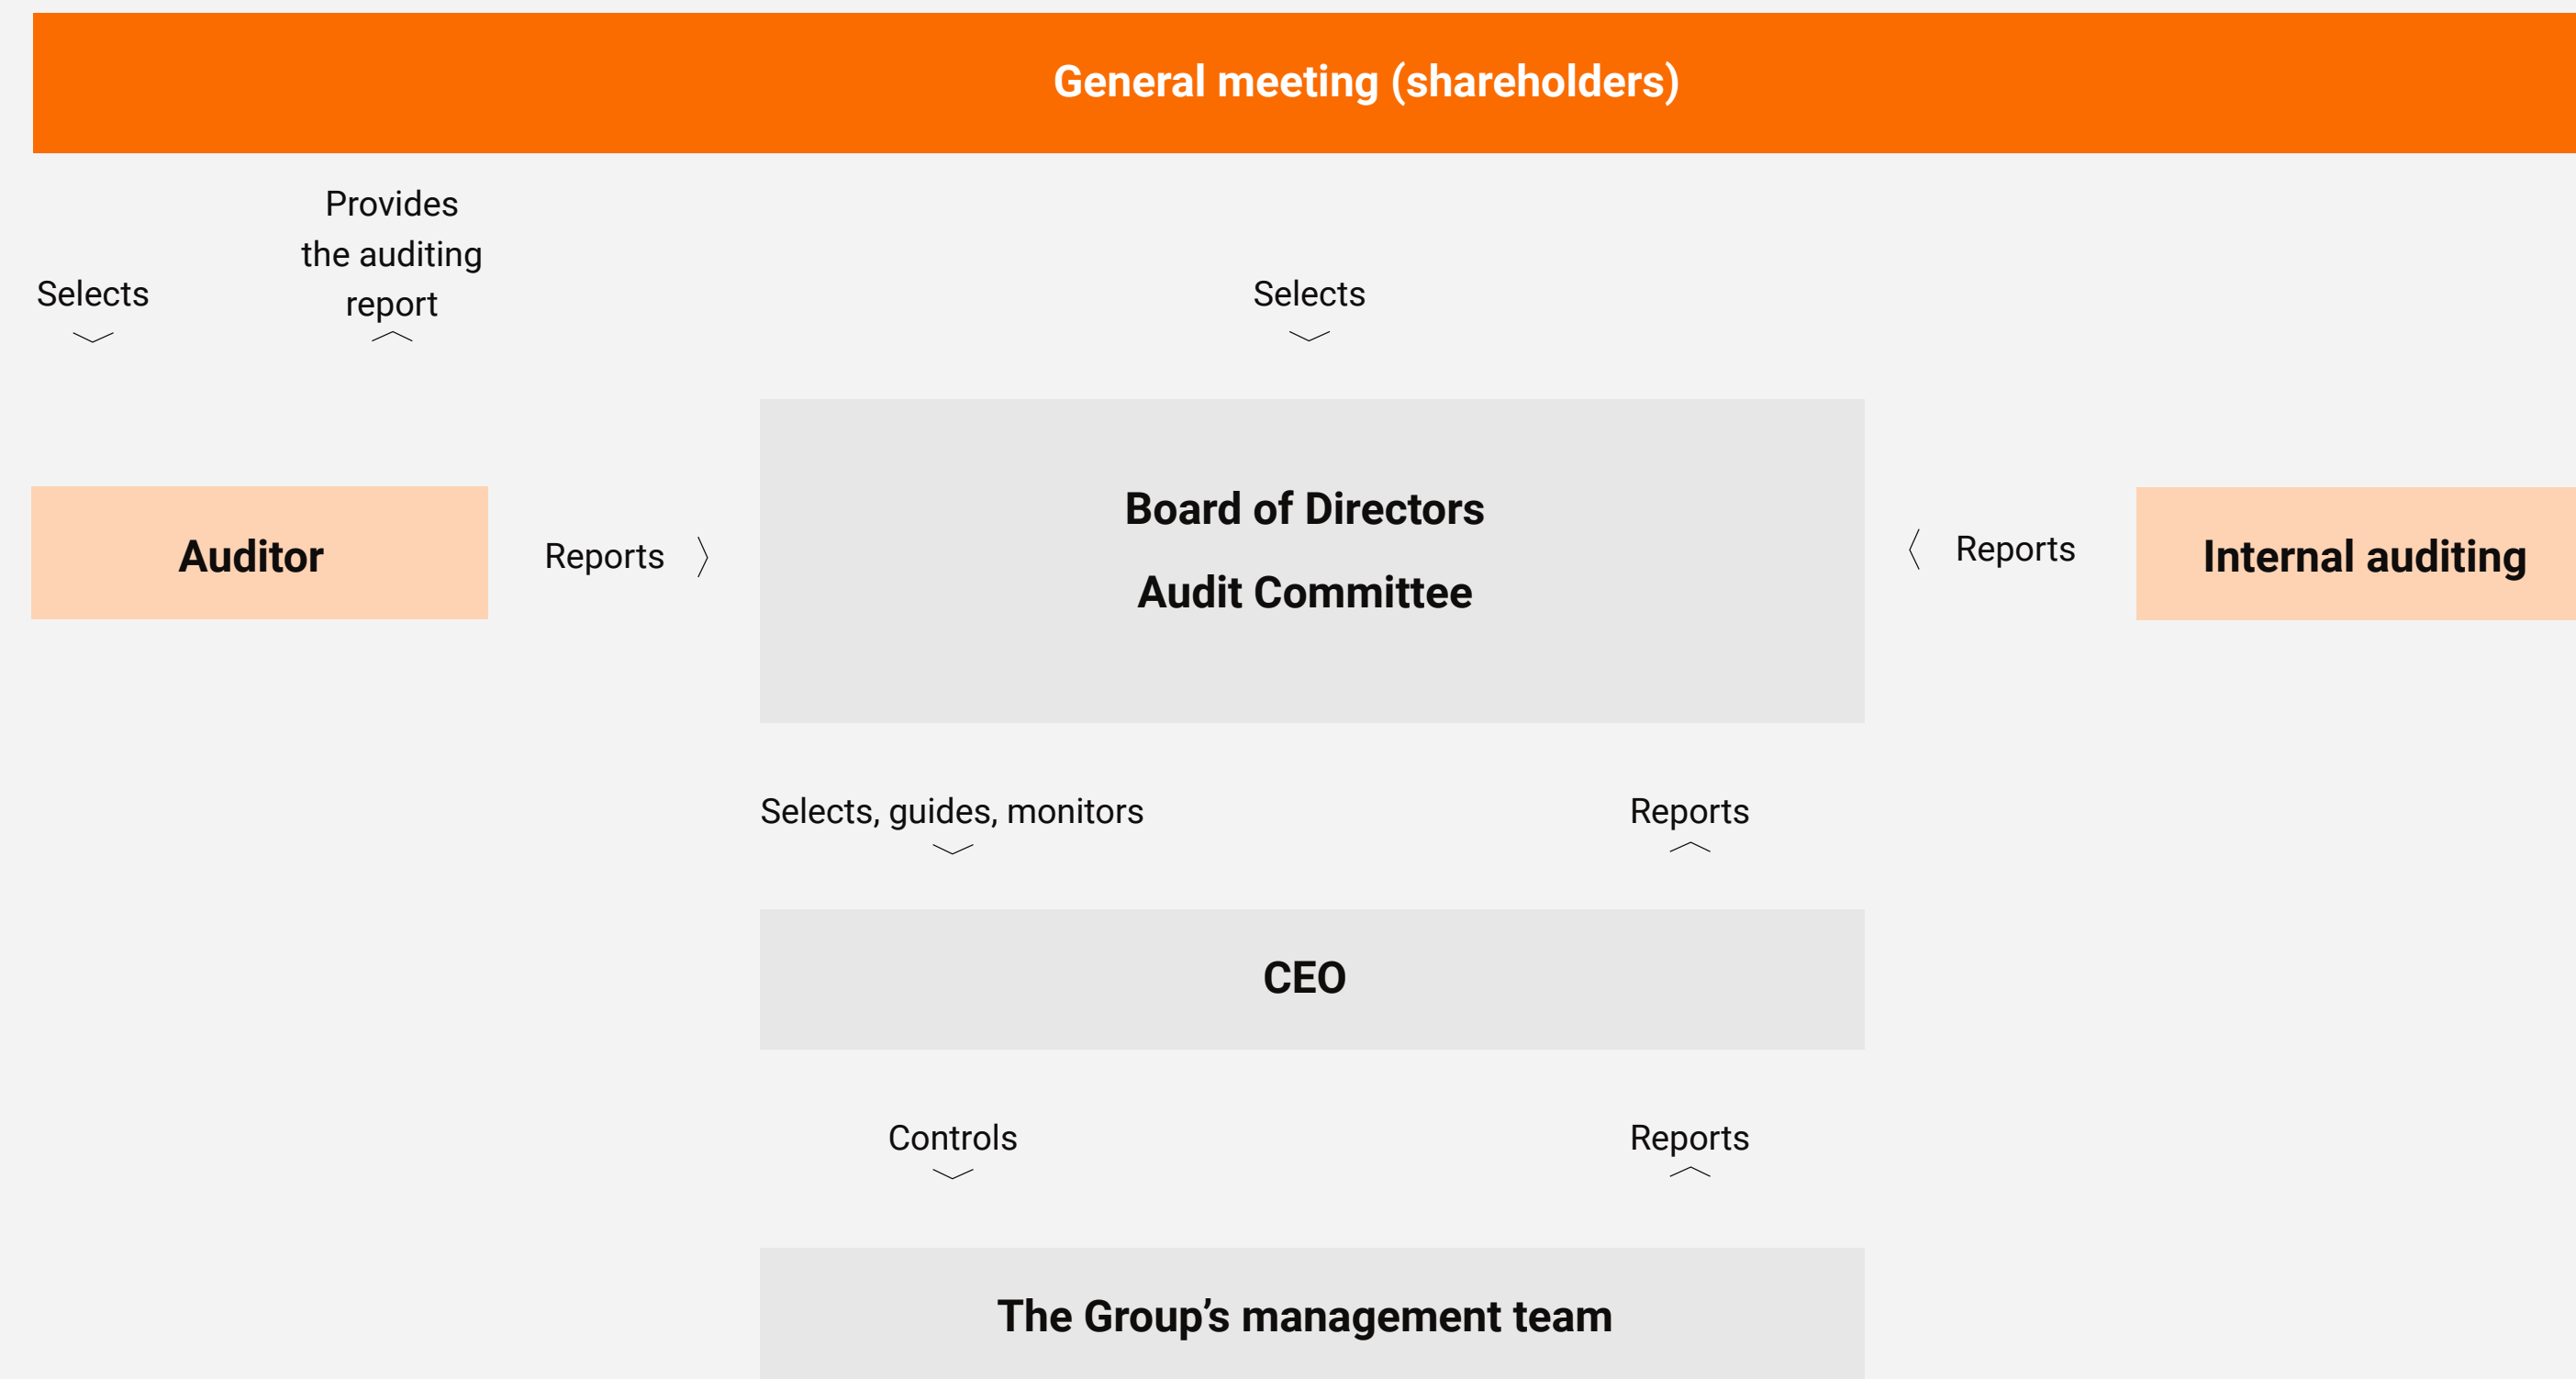 General meeting (shareholders)
Provides
the auditing
report
Selects
Selects
Board of Directors
Audit Committee
Auditor
Reports
Reports
Internal auditing
Selects, guides, monitors
Reports
CEO
Controls
Reports
The Group’s management team